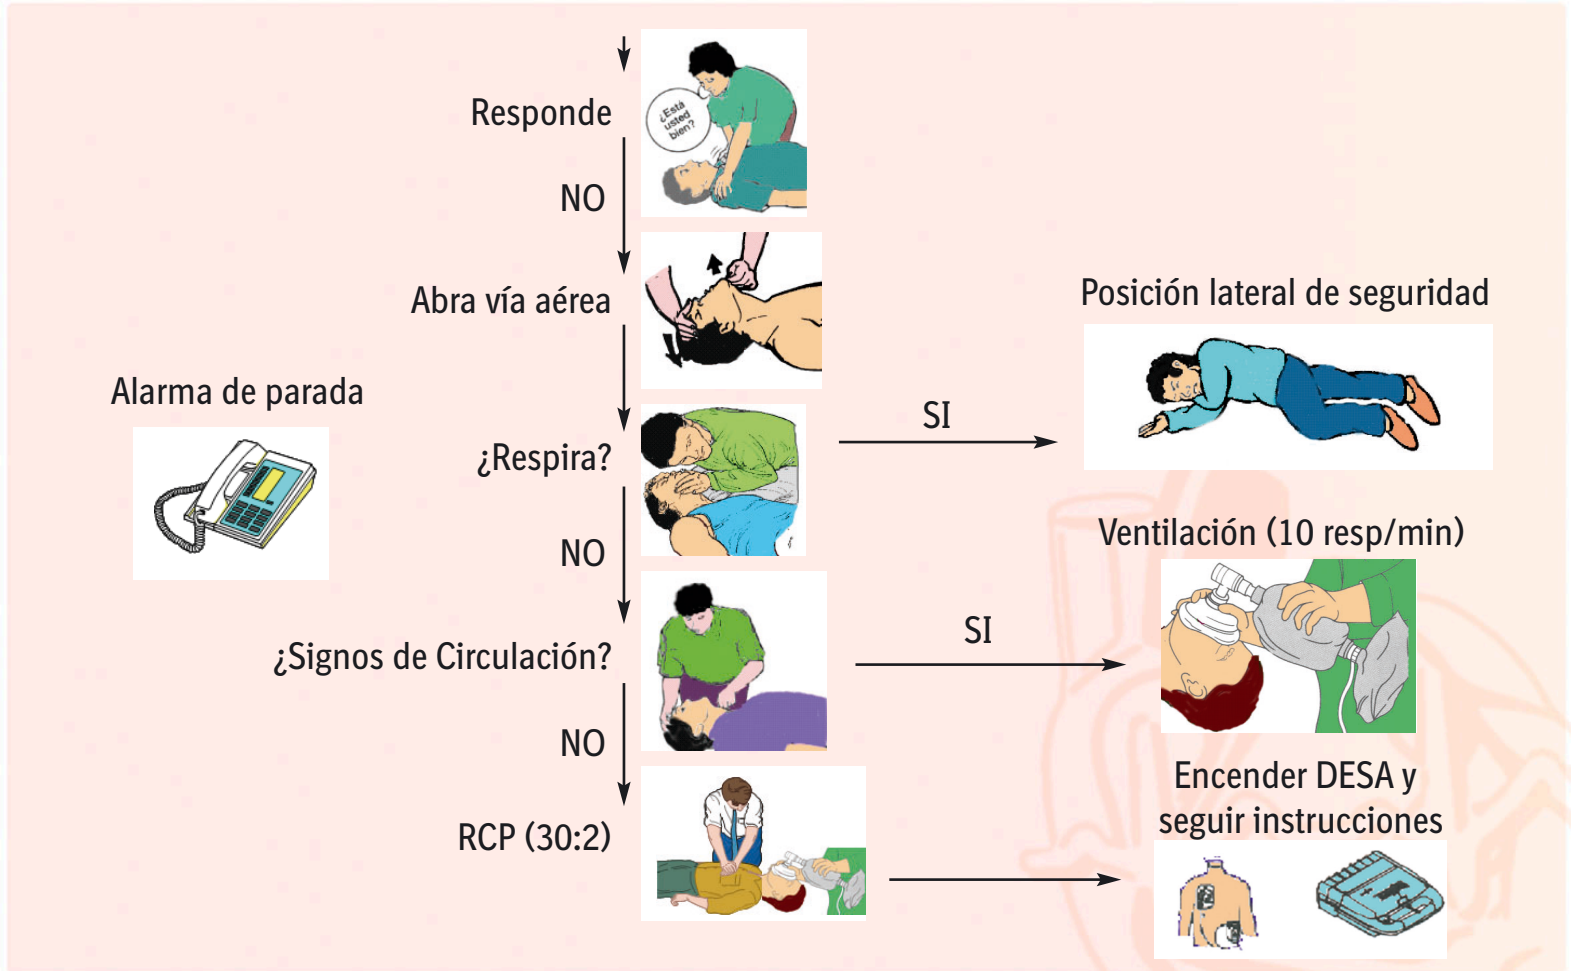 Responde
¿Está
usted
bien?
NO
Abra vía aérea
Posición lateral de seguridad
Alarma de parada
¿Respira?
SI
NO
Ventilación (10 resp/min)
¿Signos de Circulación?
SI
NO
RCP (30:2)
Encender DESA y
seguir instrucciones